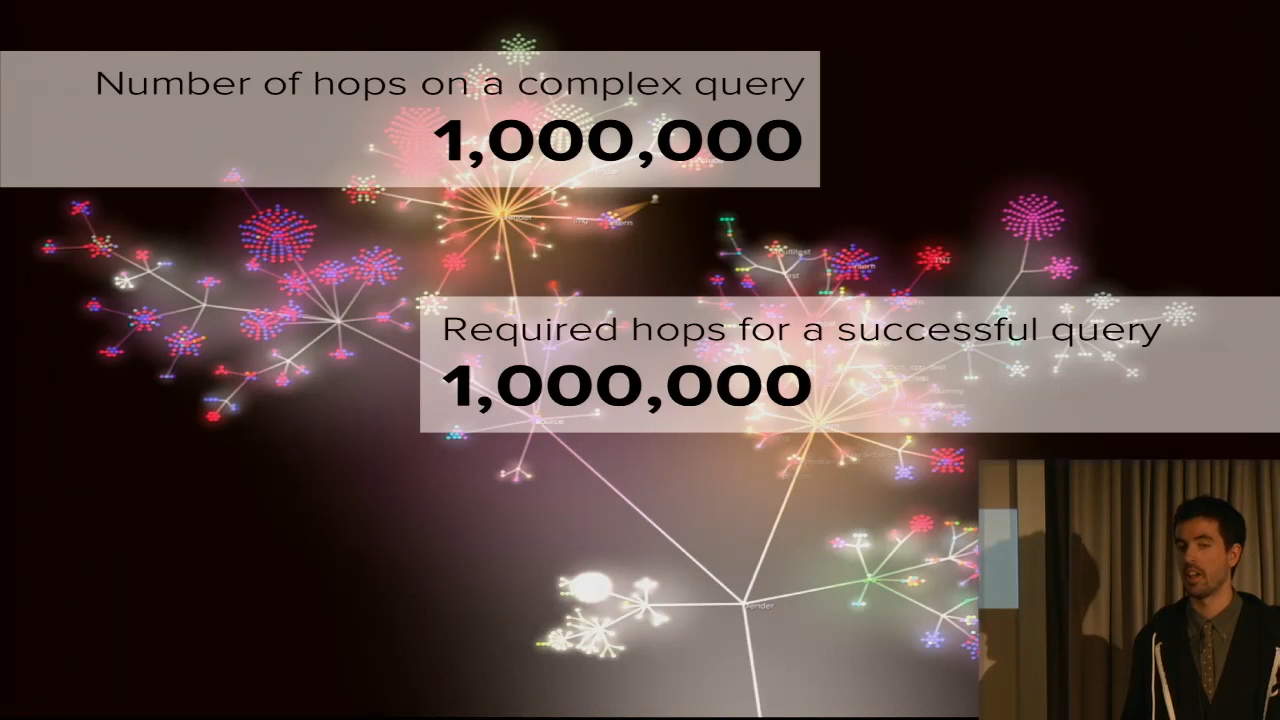 Number of hops on a complex query
1,000,000
Required hops for a successful query
1,000,000